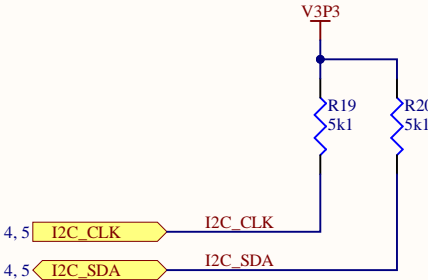 V3P3
R19
5k1
R20
5k1
I2C_CLK
4, 5 I2C_CLK
I2C_SDA
4, 5 I2C_SDA